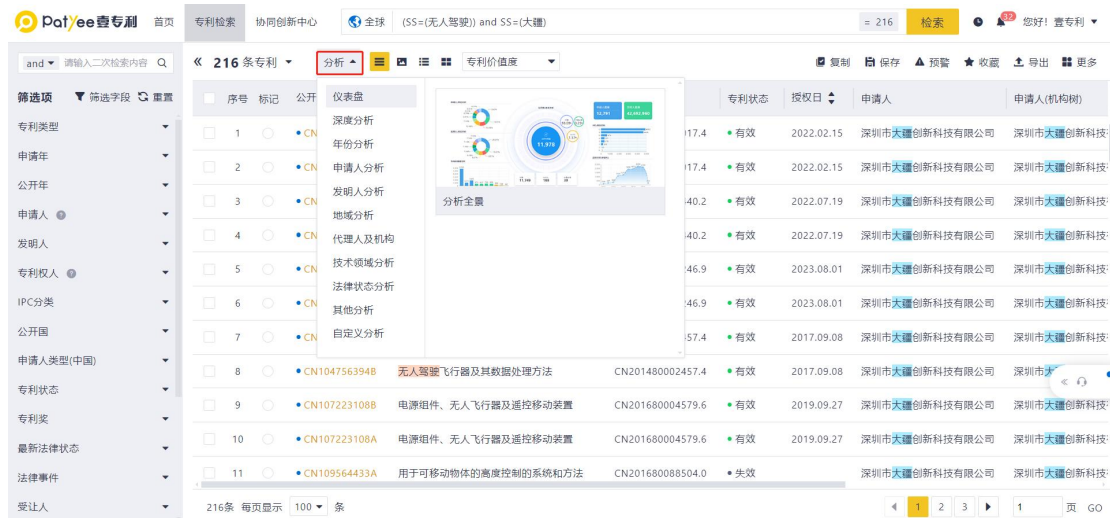 PatYee壹专利 首页 专利检索 协同创新中心 全球 (SS=(无人驾驶)) and SS=(大疆) = 216 检索 32 您好！壹专利
and 请输入二次检索内容 « 216 条专利 分析 专利价值度 复制 保存 预警 收藏 导出 更多
筛选项 筛选字段 重置
专利类型
申请年
公开年
申请人
发明人
专利权人
IPC分类
公开国
申请人类型(中国)
专利状态
专利奖
最新法律状态
法律事件
受让人
仪表盘
深度分析
年份分析
申请人分析
发明人分析
地域分析
代理人及机构
技术领域分析
法律状态分析
其他分析
自定义分析
11,970
分析全景
序号 标记 公开 专利状态 授权日 申请人 申请人(机构树)
1 CN 017.4 有效 2022.02.15 深圳市大疆创新科技有限公司 深圳市大疆创新科技
2 CN 017.4 有效 2022.02.15 深圳市大疆创新科技有限公司 深圳市大疆创新科技
3 CN 40.2 有效 2022.07.19 深圳市大疆创新科技有限公司 深圳市大疆创新科技
4 CN 40.2 有效 2022.07.19 深圳市大疆创新科技有限公司 深圳市大疆创新科技
5 CN 46.9 有效 2023.08.01 深圳市大疆创新科技有限公司 深圳市大疆创新科技
6 CN 46.9 有效 2023.08.01 深圳市大疆创新科技有限公司 深圳市大疆创新科技
7 CN 57.4 有效 2017.09.08 深圳市大疆创新科技有限公司 深圳市大疆创新科技
8 CN104756394B 无人驾驶飞行器及其数据处理方法 CN201480002457.4 有效 2017.09.08 深圳市大疆创新科技有限公司 深圳市大疆
9 CN107223108B 电源组件、无人飞行器及遥控移动装置 CN201680004579.6 有效 2019.09.27 深圳市大疆创新科技有限公司 深圳市大疆创新科技
10 CN107223108A 电源组件、无人飞行器及遥控移动装置 CN201680004579.6 有效 2019.09.27 深圳市大疆创新科技有限公司 深圳市大疆创新科技
11 CN109564433A 用于可移动物体的高度控制的系统和方法 CN201680088504.0 失效 深圳市大疆创新科技有限公司 深圳市大疆创新科技
216条 每页显示 100 条 1 2 3 1 页 GO